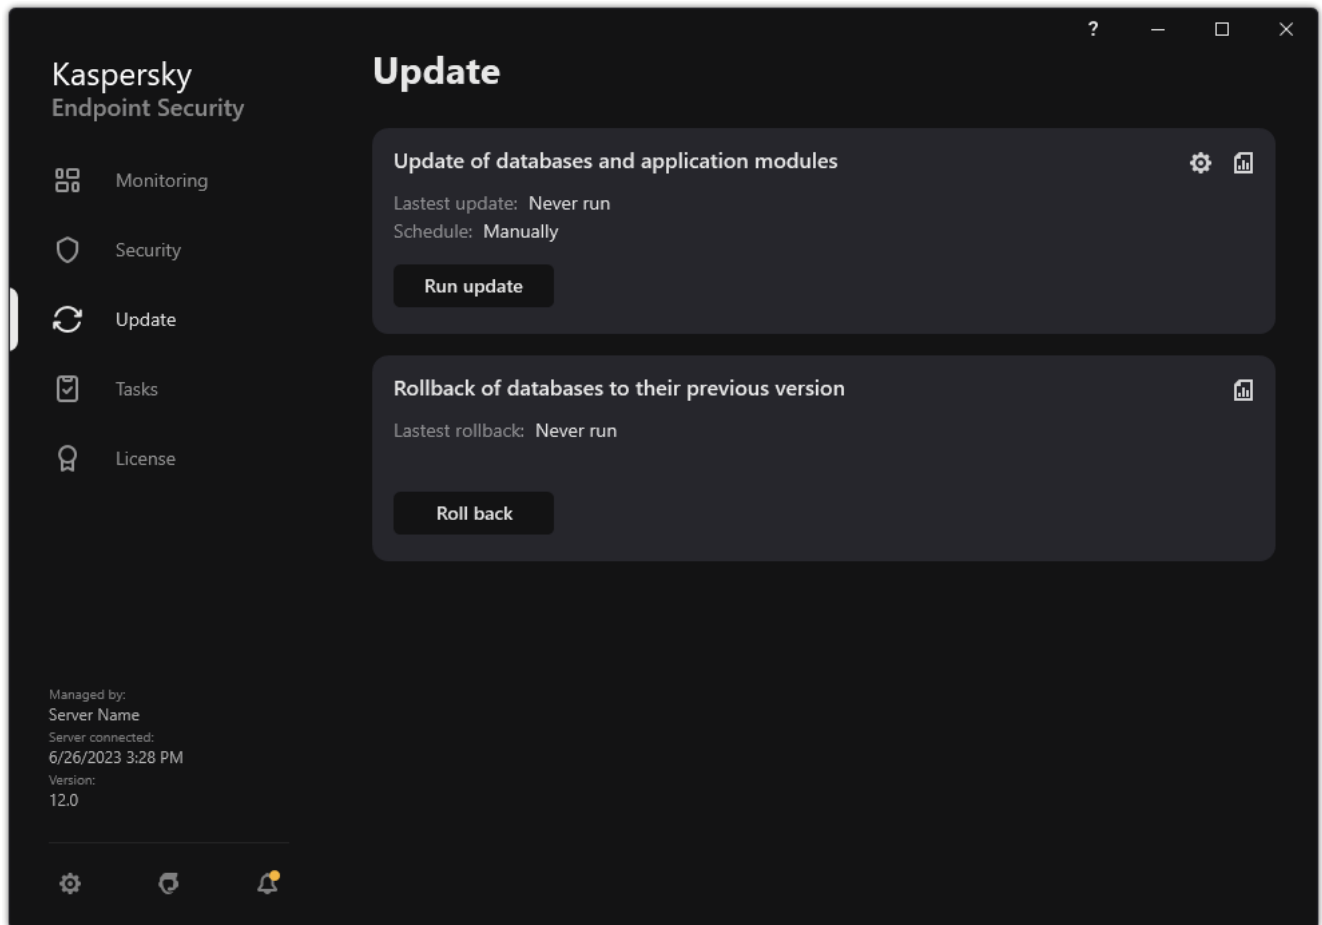 ?
Kaspersky
Endpoint Security
Monitoring
Security
Update
Tasks
License
Managed by:
Server Name
Server connected:
6/26/2023 3:28 PM
Version:
12.0
Update
Update of databases and application modules
Lastest update: Never run
Schedule: Manually
Run update
Rollback of databases to their previous version
Lastest rollback: Never run
Roll back